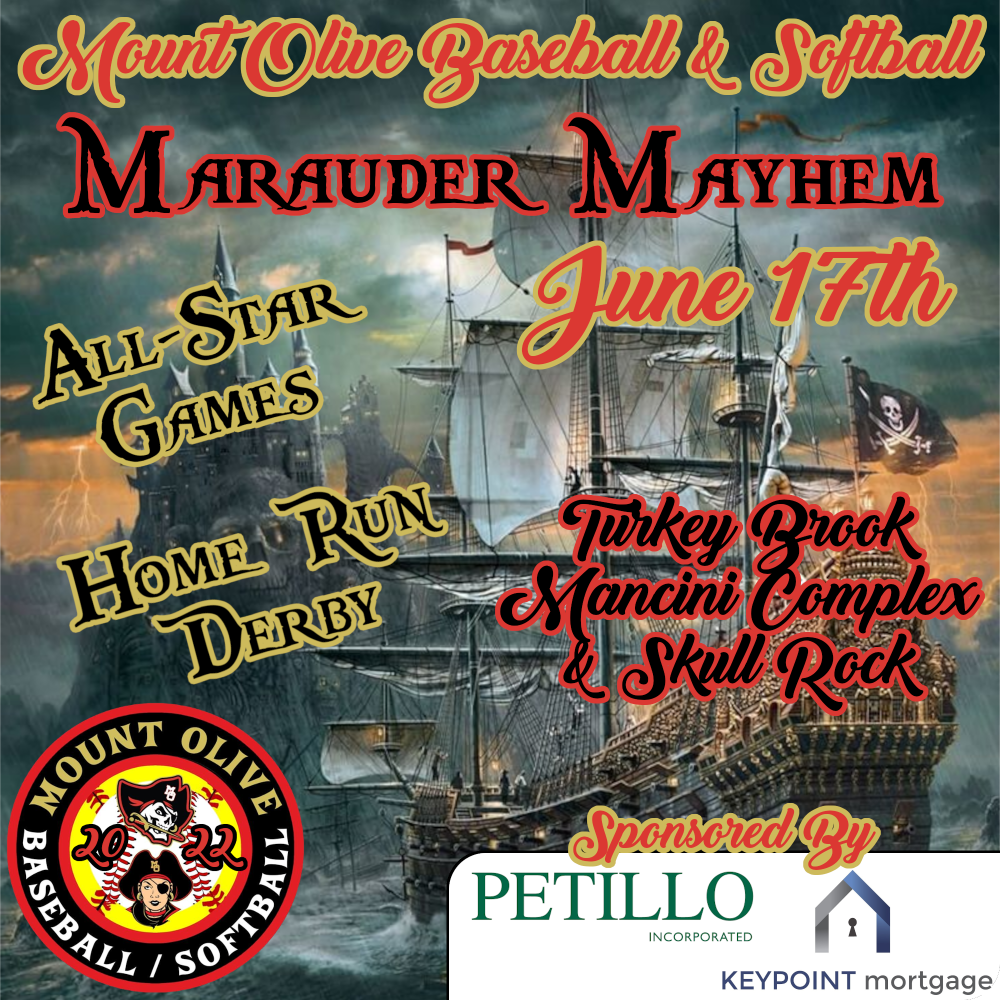 Mount Olive Baseball & Softball
Marauder Mayhem
June 17th
All-Star
Games
Home Run
Derby
Turkey Brook
Mancini Complex
& Skull Rock
MOUNT OLIVE
2022
BASEBALL / SOFTBALL
Sponsored By
PETILLO
INCORPORATED
KEYPOINT mortgage